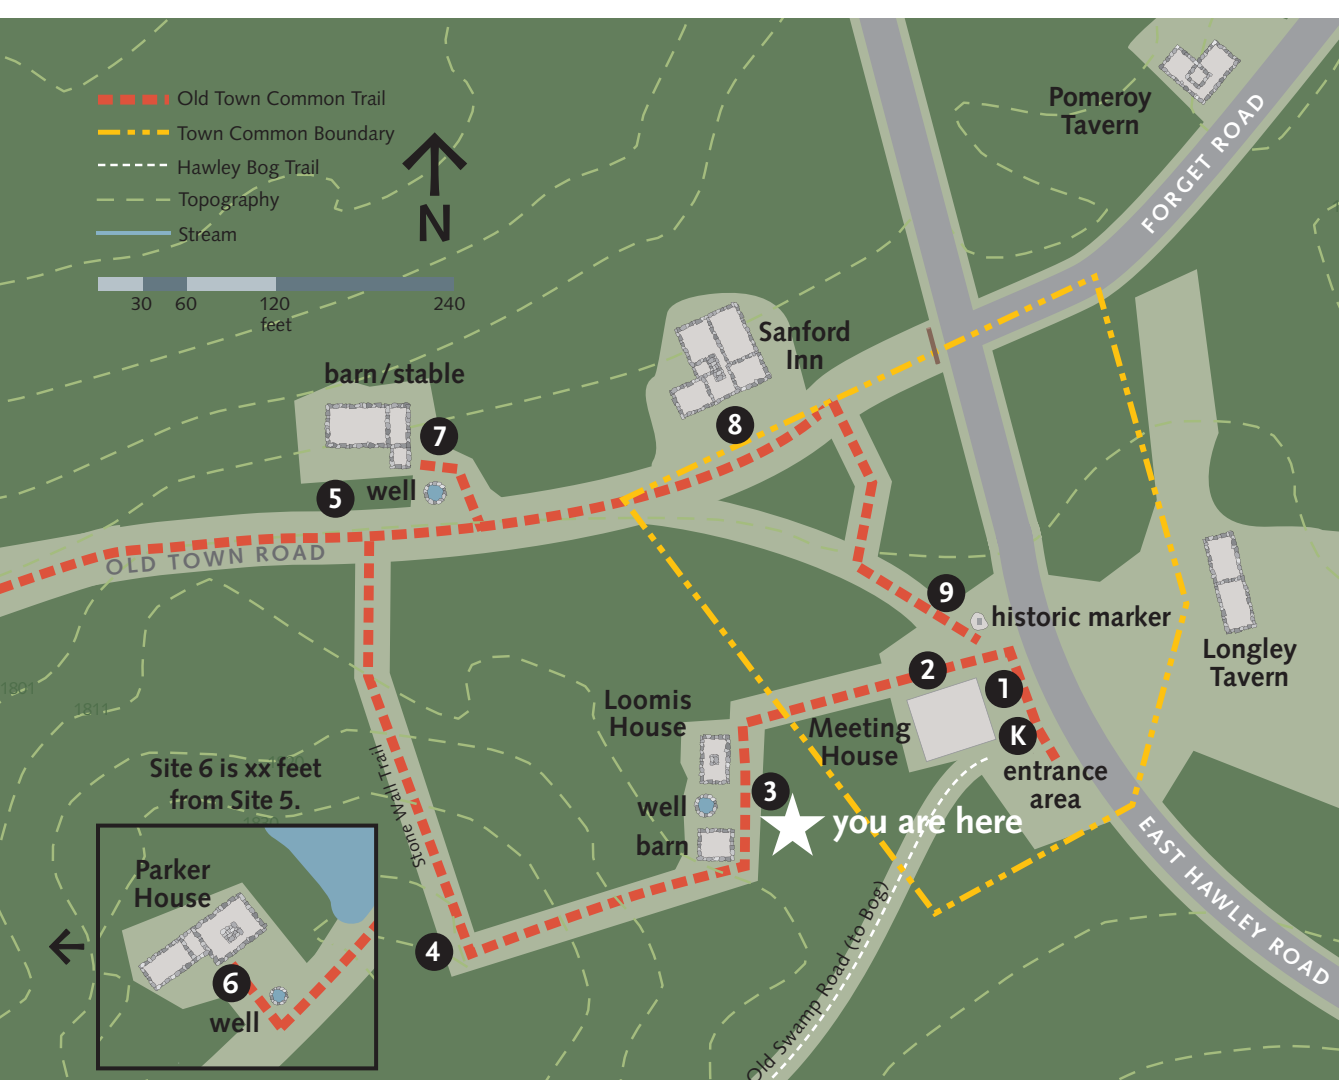 Old Town Common Trail
Town Common Boundary
Hawley Bog Trail
Topography
Stream
N
30 60 120 240
feet
Pomeroy
Tavern
FORGET ROAD
Sanford
Inn
barn/stable
7
8
5
well
OLD TOWN ROAD
9
historic marker
Longley
Tavern
2
1
K
Meeting
House
entrance
area
Loomis
House
3
well
you are here
barn
EAST HAWLEY ROAD
1801
1811
Stone Wall Trail
Site 6 is xx feet
from Site 5.
Parker
House
6
well
4
Old Swamp Road (to Bog)